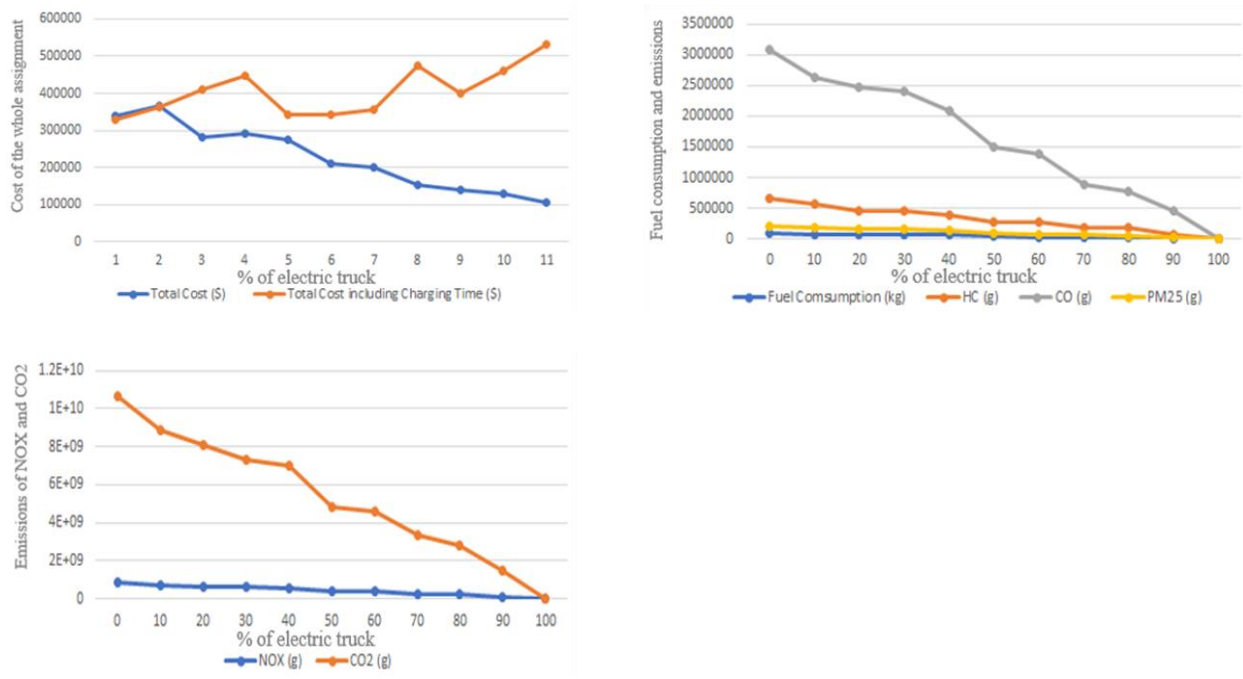 Cost of the whole assignment
600000
500000
400000
300000
200000
100000
0
1 2 3 4 5 6 7 8 9 10 11
% of electric truck
Total Cost ($) Total Cost including Charging Time ($)
Fuel consumption and emissions
3500000
3000000
2500000
2000000
1500000
1000000
500000
0
0 10 20 30 40 50 60 70 80 90 100
% of electric truck
Fuel Comsumption (kg) HC (g) CO (g) PM25 (g)
Emissions of NOX and CO2
1.2E+10
1E+10
8E+09
6E+09
4E+09
2E+09
0
0 10 20 30 40 50 60 70 80 90 100
% of electric truck
NOX (g) CO2 (g)